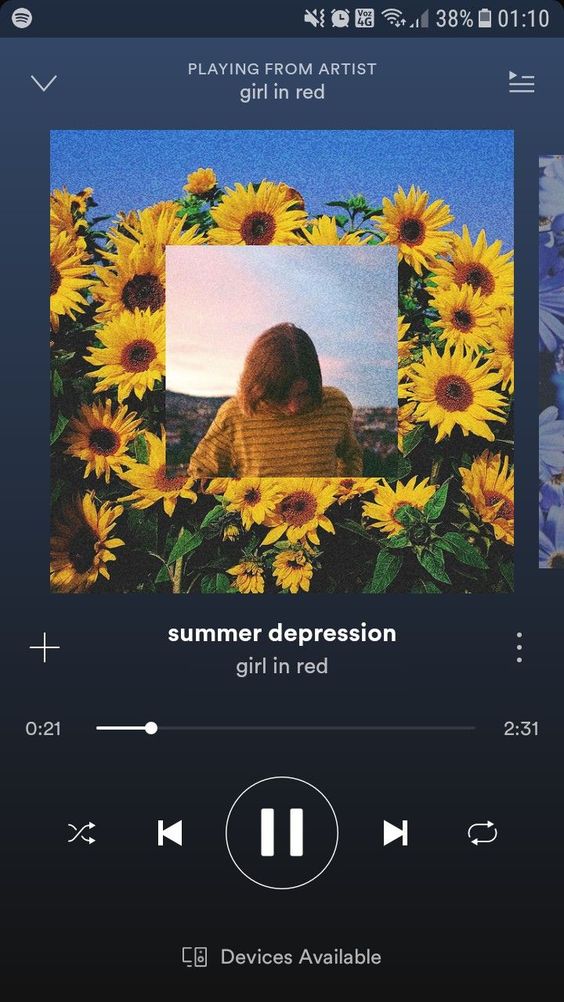 Voz 4G 38% 01:10
PLAYING FROM ARTIST
girl in red
summer depression
girl in red
0:21 2:31
Devices Available